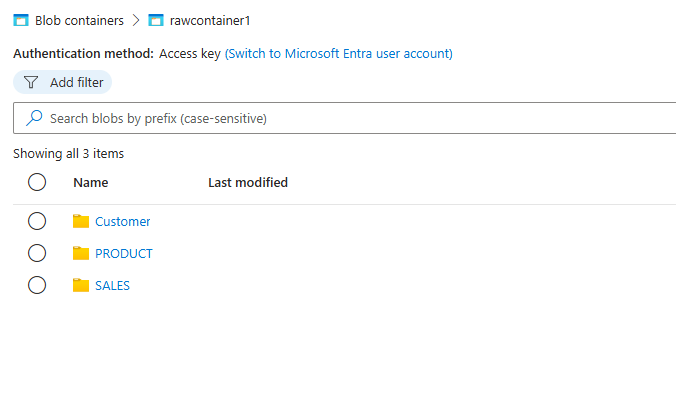 Blob containers > rawcontainer1
Authentication method: Access key (Switch to Microsoft Entra user account)
Add filter
Search blobs by prefix (case-sensitive)
Showing all 3 items
Name Last modified
Customer
PRODUCT
SALES